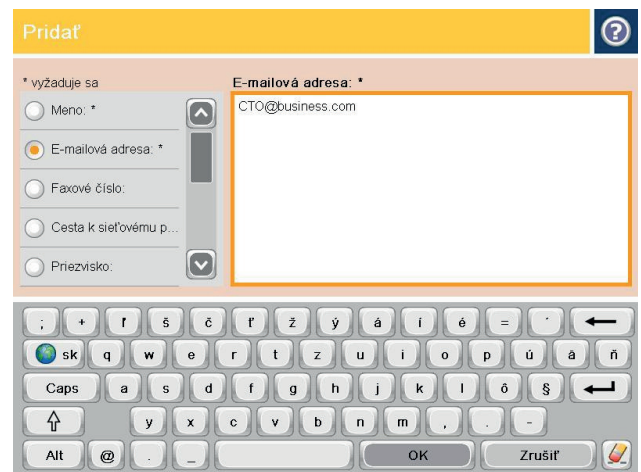 Pridať
?
* vyžaduje sa
E-mailová adresa: *
Meno: *
E-mailová adresa: *
Faxové číslo:
Cesta k sieťovému p...
Priezvisko:
CTO@business.com
; + ľ š č ť ž ý á í é = ´
sk q w e r t z u i o p ú ä ň
Caps a s d f g h j k l ô §
y x c v b n m , . -
Alt @ . _ OK Zrušiť